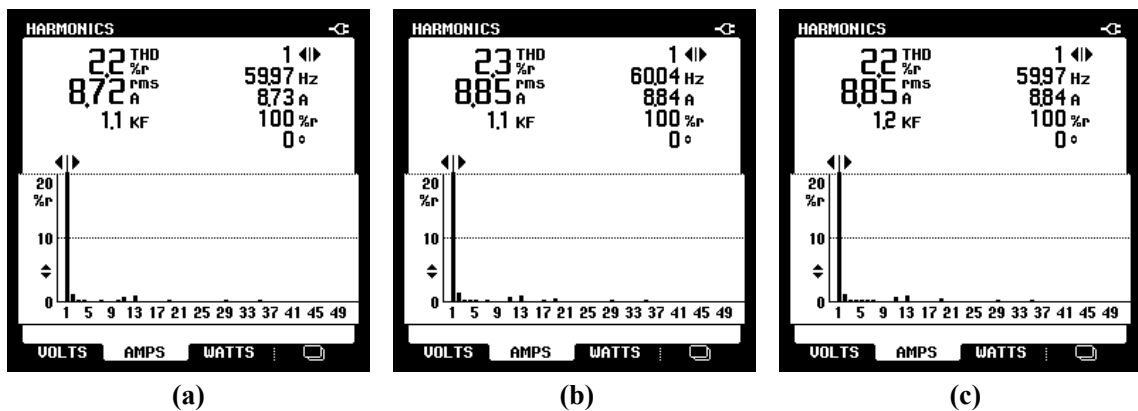 HARMONICS
2.2 THD %r
8.72 rms A
1.1 KF
1
59.97 Hz
8.73 A
100 %r
0 °
20
%r
10
0
1 5 9 13 17 21 25 29 33 37 41 45 49
VOLTS AMPS WATTS
(a)
HARMONICS
2.3 THD %r
8.85 rms A
1.1 KF
1
60.04 Hz
8.84 A
100 %r
0 °
20
%r
10
0
1 5 9 13 17 21 25 29 33 37 41 45 49
VOLTS AMPS WATTS
(b)
HARMONICS
2.2 THD %r
8.85 rms A
1.2 KF
1
59.97 Hz
8.84 A
100 %r
0 °
20
%r
10
0
1 5 9 13 17 21 25 29 33 37 41 45 49
VOLTS AMPS WATTS
(c)